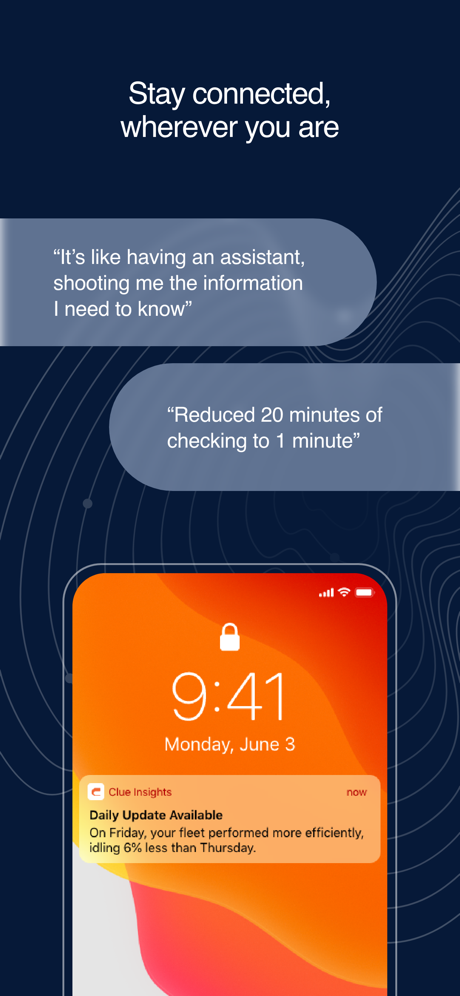 Stay connected,
wherever you are
“It’s like having an assistant,
shooting me the information
I need to know”
“Reduced 20 minutes of
checking to 1 minute”
9:41
Monday, June 3
Clue Insights
now
Daily Update Available
On Friday, your fleet performed more efficiently,
idling 6% less than Thursday.